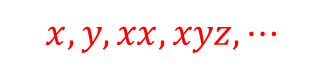 x, y, xx, xyz, ⋯